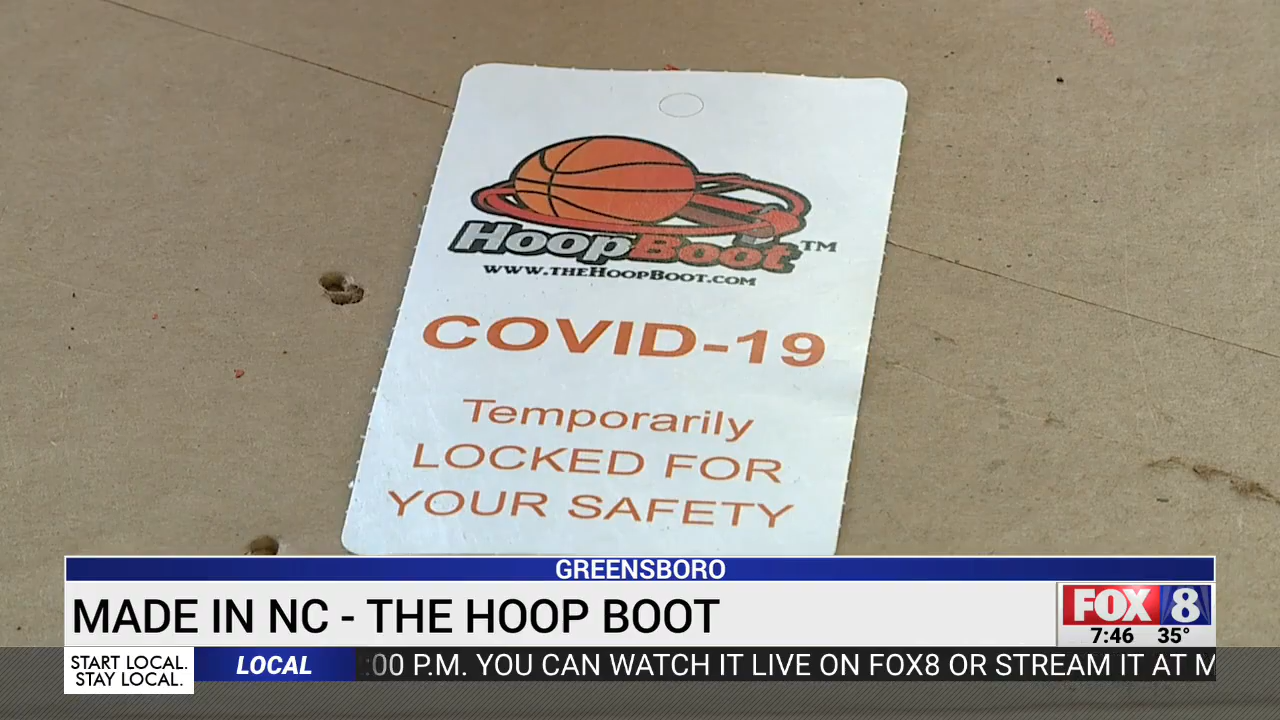 HoopBoot™
www.theHoopBoot.com
COVID-19
Temporarily
LOCKED FOR
YOUR SAFETY
GREENSBORO
MADE IN NC - THE HOOP BOOT
FOX 8
7:46 35°
START LOCAL.
STAY LOCAL.
LOCAL
:00 P.M. YOU CAN WATCH IT LIVE ON FOX8 OR STREAM IT AT M